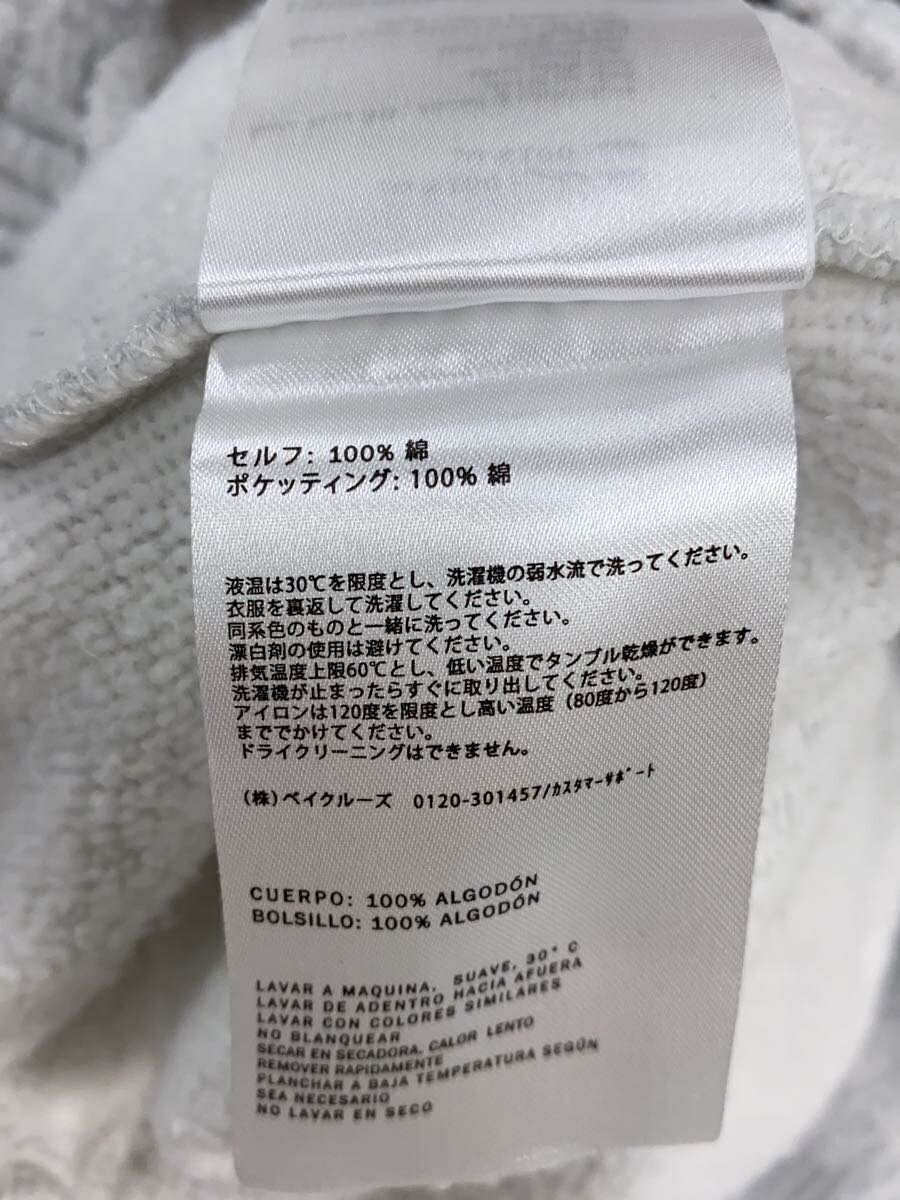 セルフ: 100% 綿
ポケッティング: 100% 綿
液温は30℃を限度とし、洗濯機の弱水流で洗ってください。
衣服を裏返して洗濯してください。
同系色のものと一緒に洗ってください。
漂白剤の使用は避けてください。
排気温度上限60℃とし、低い温度でタンブル乾燥ができます。
洗濯機が止まったらすぐに取り出してください。
アイロンは120度を限度とし高い温度（80度から120度）
まででかけてください。
ドライクリーニングはできません。
（株）ベイクルーズ 0120-301457/ｶｽﾀﾏｰｻﾎﾟｰﾄ
CUERPO: 100% ALGODÓN
BOLSILLO: 100% ALGODÓN
LAVAR A MAQUINA, SUAVE, 30° C
LAVAR DE ADENTRO HACIA AFUERA
LAVAR CON COLORES SIMILARES
NO BLANQUEAR
SECAR EN SECADORA, CALOR LENTO
REMOVER RAPIDAMENTE
PLANCHAR A BAJA TEMPERATURA SEGÚN
SEA NECESARIO
NO LAVAR EN SECO